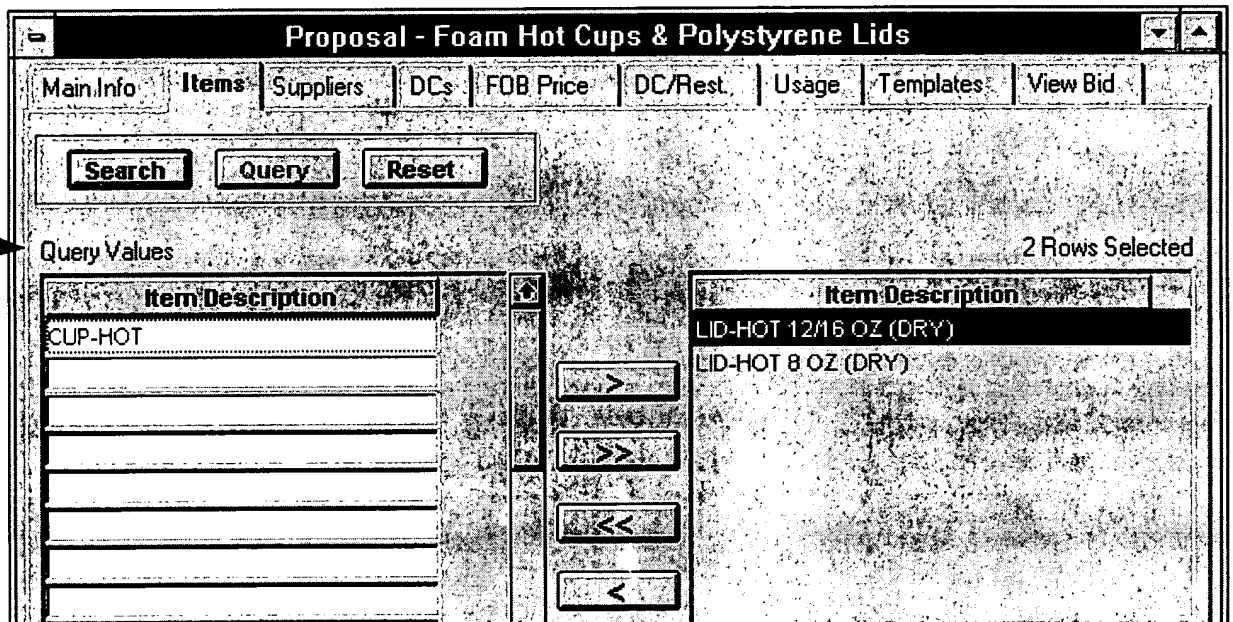 Proposal - Foam Hot Cups & Polystyrene Lids
Main Info Items Suppliers DCs FOB Price DC/Rest. Usage Templates View Bid
Search Query Reset
Query Values 2 Rows Selected
Item Description Item Description
CUP-HOT LID-HOT 12/16 OZ (DRY)
LID-HOT 8 OZ (DRY)
>
>>
<<
<